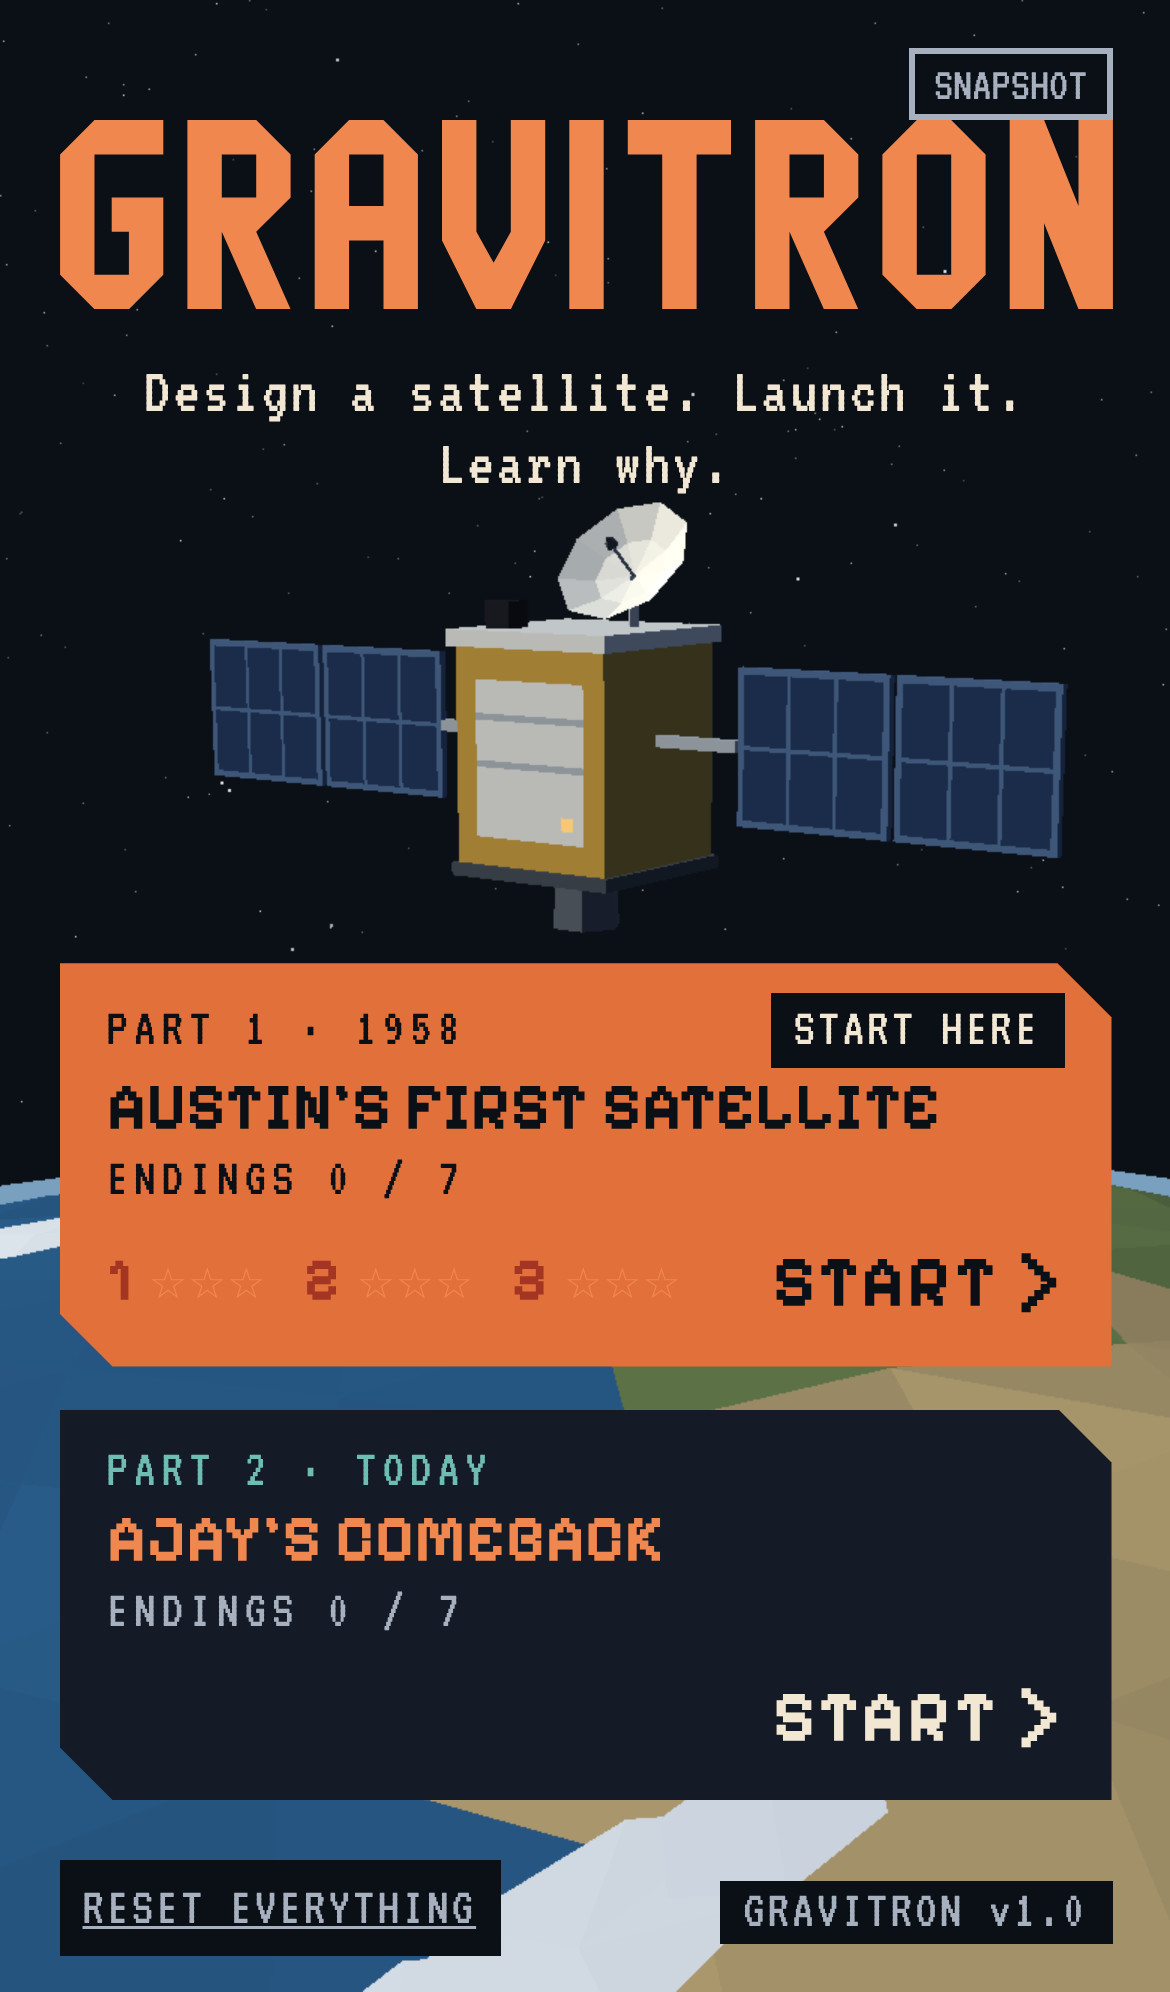 SNAPSHOT
GRAVITRON
Design a satellite. Launch it.
Learn why.
PART 1 · 1958
START HERE
AUSTIN'S FIRST SATELLITE
ENDINGS 0 / 7
1 ☆☆☆ 2 ☆☆☆ 3 ☆☆☆
START >
PART 2 · TODAY
AJAY'S COMEBACK
ENDINGS 0 / 7
START >
RESET EVERYTHING
GRAVITRON v1.0